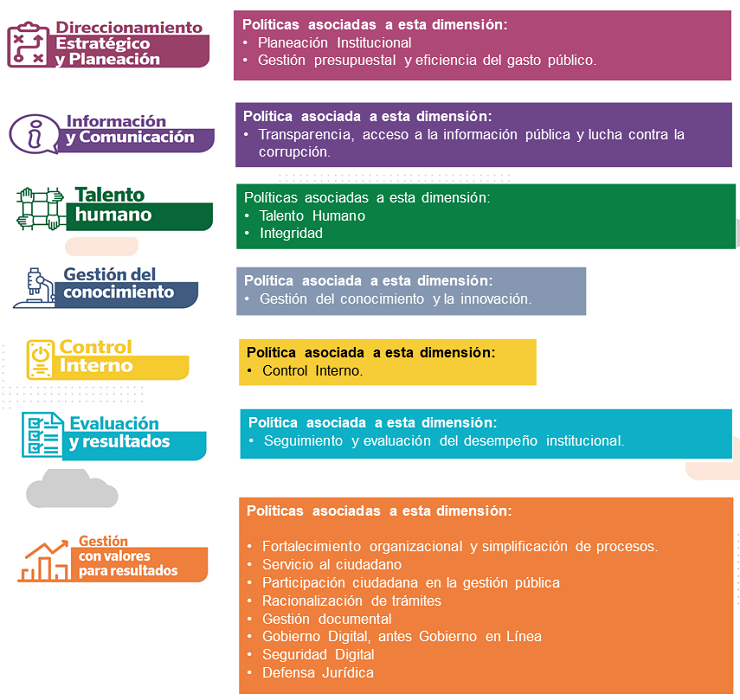 Direccionamiento
Estratégico
y Planeación
Políticas asociadas a esta dimensión:
• Planeación Institucional
• Gestión presupuestal y eficiencia del gasto público.
Información
y Comunicación
Política asociada a esta dimensión:
• Transparencia, acceso a la información pública y lucha contra la
corrupción.
Talento
humano
Políticas asociadas a esta dimensión:
• Talento Humano
• Integridad
Gestión del
conocimiento
Política asociada a esta dimensión:
• Gestión del conocimiento y la innovación.
Control
Interno
Política asociada a esta dimensión:
• Control Interno.
Evaluación
y resultados
Política asociada a esta dimensión:
• Seguimiento y evaluación del desempeño institucional.
Gestión
con valores
para resultados
Políticas asociadas a esta dimensión:
• Fortalecimiento organizacional y simplificación de procesos.
• Servicio al ciudadano
• Participación ciudadana en la gestión pública
• Racionalización de trámites
• Gestión documental
• Gobierno Digital, antes Gobierno en Línea
• Seguridad Digital
• Defensa Jurídica